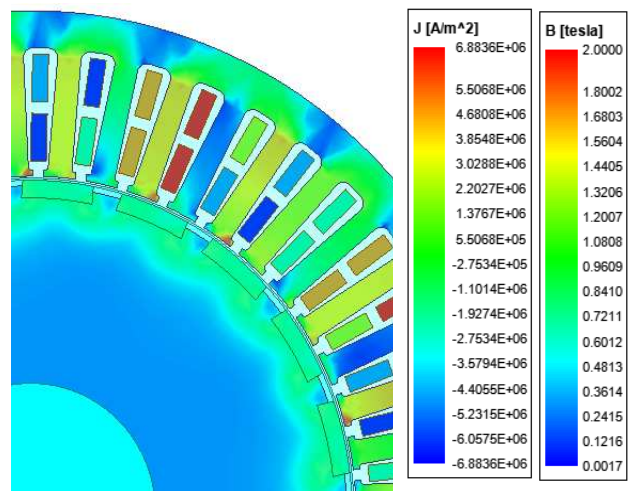 J [A/m^2]
6.8836E+06
5.5068E+06
4.6808E+06
3.8548E+06
3.0288E+06
2.2027E+06
1.3767E+06
5.5068E+05
-2.7534E+05
-1.1014E+06
-1.9274E+06
-2.7534E+06
-3.5794E+06
-4.4055E+06
-5.2315E+06
-6.0575E+06
-6.8836E+06
B [tesla]
2.0000
1.8002
1.6803
1.5604
1.4405
1.3206
1.2007
1.0808
0.9609
0.8410
0.7211
0.6012
0.4813
0.3614
0.2415
0.1216
0.0017